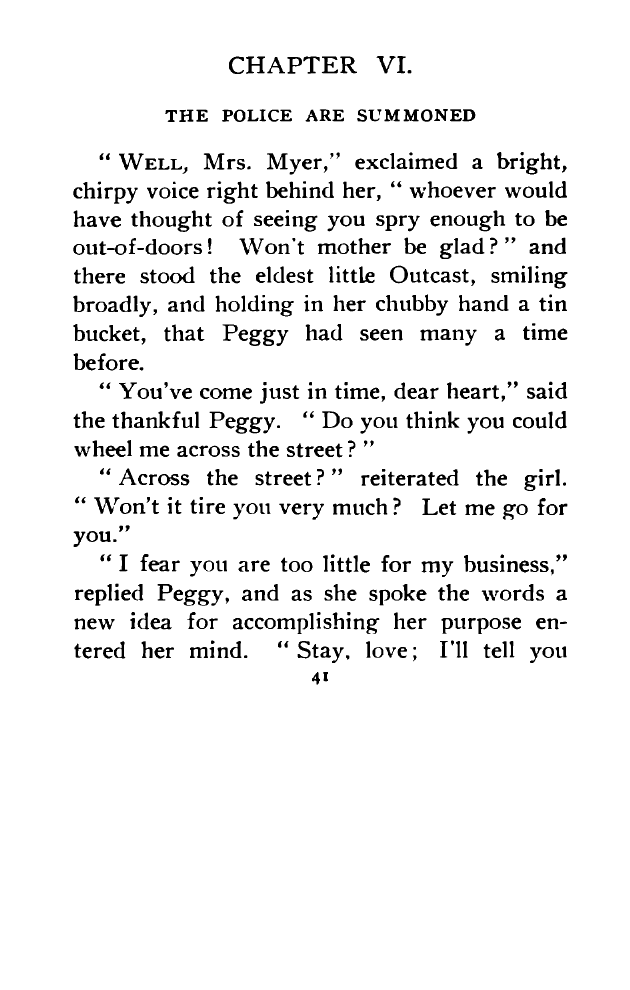 CHAPTER VI.
THE POLICE ARE SUMMONED
“ WELL, Mrs. Myer,” exclaimed a bright,
chirpy voice right behind her, “ whoever would
have thought of seeing you spry enough to be
out-of-doors! Won't mother be glad?” and
there stood the eldest little Outcast, smiling
broadly, and holding in her chubby hand a tin
bucket, that Peggy had seen many a time
before.
“ You've come just in time, dear heart,” said
the thankful Peggy. “ Do you think you could
wheel me across the street?”
“ Across the street?” reiterated the girl.
“ Won't it tire you very much? Let me go for
you.”
“ I fear you are too little for my business,”
replied Peggy, and as she spoke the words a
new idea for accomplishing her purpose en-
tered her mind. “ Stay, love; I'll tell you
41